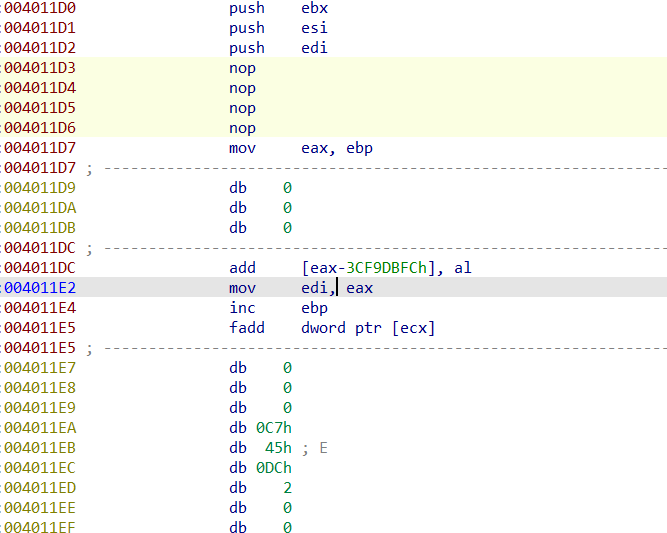 :004011D0 push ebx
:004011D1 push esi
:004011D2 push edi
:004011D3 nop
:004011D4 nop
:004011D5 nop
:004011D6 nop
:004011D7 mov eax, ebp
:004011D7 ; ---------------------------------------------------------------
:004011D9 db 0
:004011DA db 0
:004011DB db 0
:004011DC ; ---------------------------------------------------------------
:004011DC add [eax-3CF9DBFCh], al
:004011E2 mov edi, eax
:004011E4 inc ebp
:004011E5 fadd dword ptr [ecx]
:004011E5 ; ---------------------------------------------------------------
:004011E7 db 0
:004011E8 db 0
:004011E9 db 0
:004011EA db 0C7h
:004011EB db 45h ; E
:004011EC db 0DCh
:004011ED db 2
:004011EE db 0
:004011EF db 0